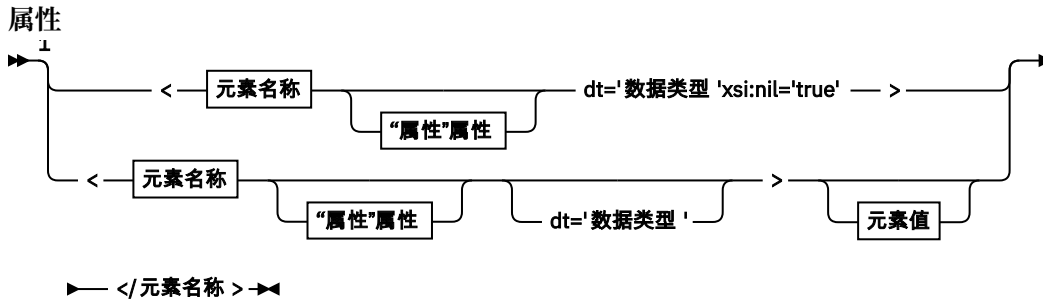 属性
1
< 元素名称 dt='数据类型 'xsi:nil='true' >
“属性”属性
< 元素名称 > 元素值
“属性”属性 dt='数据类型 '
</元素名称 >